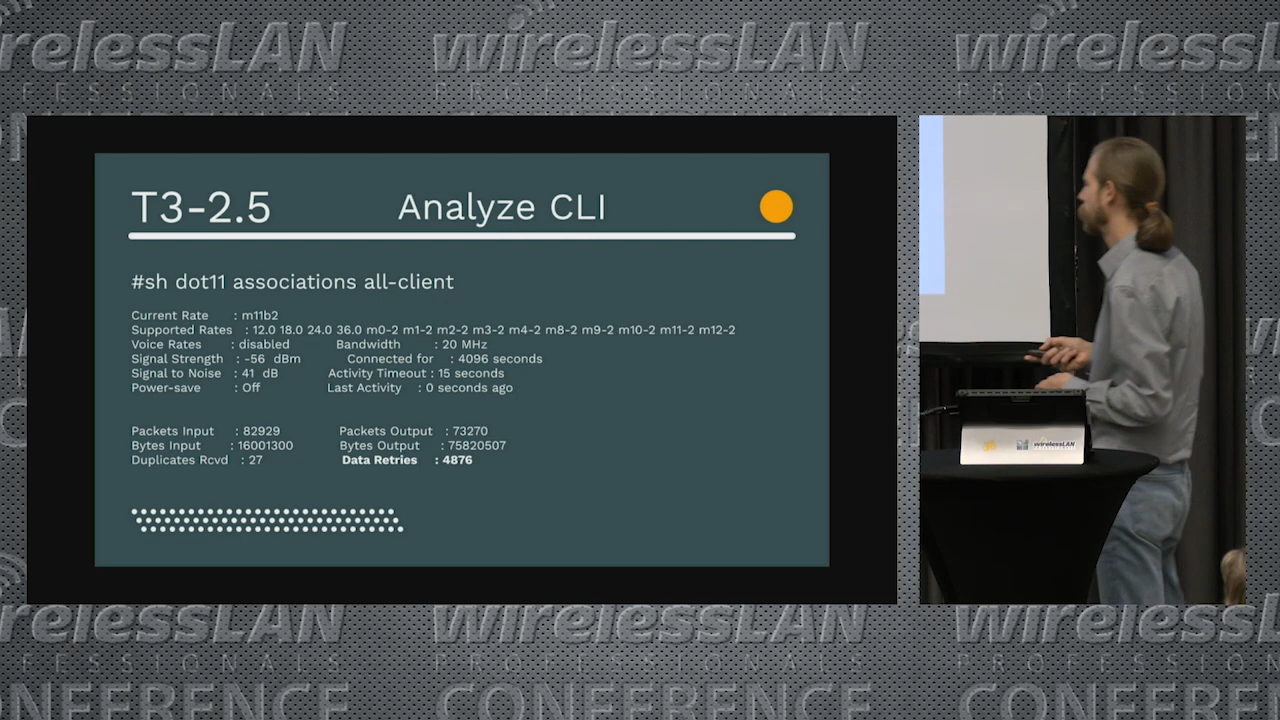 wirelessLAN
PROFESSIONALS
T3-2.5 Analyze CLI
#sh dot11 associations all-client
Current Rate : m11b2
Supported Rates : 12.0 18.0 24.0 36.0 m0-2 m1-2 m2-2 m3-2 m4-2 m8-2 m9-2 m10-2 m11-2 m12-2
Voice Rates : disabled Bandwidth : 20 MHz
Signal Strength : -56 dBm Connected for : 4096 seconds
Signal to Noise : 41 dB Activity Timeout : 15 seconds
Power-save : Off Last Activity : 0 seconds ago
Packets Input : 82929 Packets Output : 73270
Bytes Input : 16001300 Bytes Output : 75820507
Duplicates Rcvd : 27 Data Retries : 4876
wirelessLAN
wirelessLAN
PROFESSIONALS
CONFERENCE